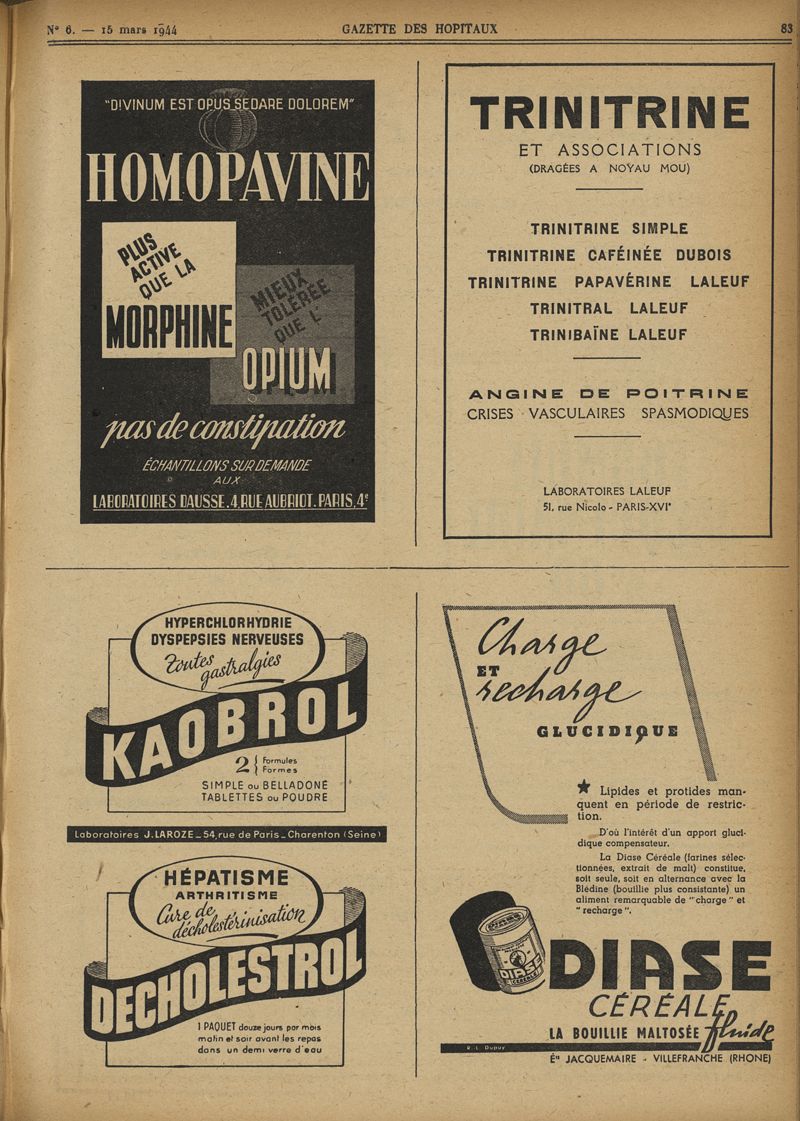 N° 6. — 15 mars 1944
GAZETTE DES HOPITAUX
83
"DIVINUM EST OPUS SEDARE DOLOREM"
HOMOPAVINE
PLUS
ACTIVE
QUE LA
MORPHINE
MIEUX
TOLÉRÉE
QUE L'
OPIUM
pas de constipation
ÉCHANTILLONS SUR DEMANDE
AUX
LABORATOIRES DAUSSE.4,RUE AUBRIOT.PARIS,4e
TRINITRINE
ET ASSOCIATIONS
(DRAGÉES A NOYAU MOU)
TRINITRINE SIMPLE
TRINITRINE CAFÉINÉE DUBOIS
TRINITRINE PAPAVÉRINE LALEUF
TRINITRAL LALEUF
TRINIBAÏNE LALEUF
ANGINE DE POITRINE
CRISES VASCULAIRES SPASMODIQUES
LABORATOIRES LALEUF
51, rue Nicolo - PARIS-XVIe
HYPERCHLORHYDRIE
DYSPEPSIES NERVEUSES
Toutes
gastralgies
KAOBROL
2 { Formules
Formes
SIMPLE ou BELLADONÉ
TABLETTES ou POUDRE
Laboratoires J.LAROZE_54,rue de Paris_Charenton (Seine)
HÉPATISME
ARTHRITISME
Cure de
décholestérinisation
DECHOLESTROL
1 PAQUET douze jours par mois
matin et soir avant les repas
dans un demi verre d'eau
Charge
ET
recharge
GLUCIDIQUE
★ Lipides et protides man-
quent en période de restric-
tion.
D'où l'intérêt d'un apport gluci-
dique compensateur.
La Diase Céréale (farines sélec-
tionnées, extrait de malt) constitue,
soit seule, soit en alternance avec la
Blédine (bouillie plus consistante) un
aliment remarquable de "charge" et
"recharge".
DIASE
DIASE
CÉRÉALE
LA BOUILLIE MALTOSÉE fluide
R. L. Dupuy
Éts JACQUEMAIRE - VILLEFRANCHE (RHONE)